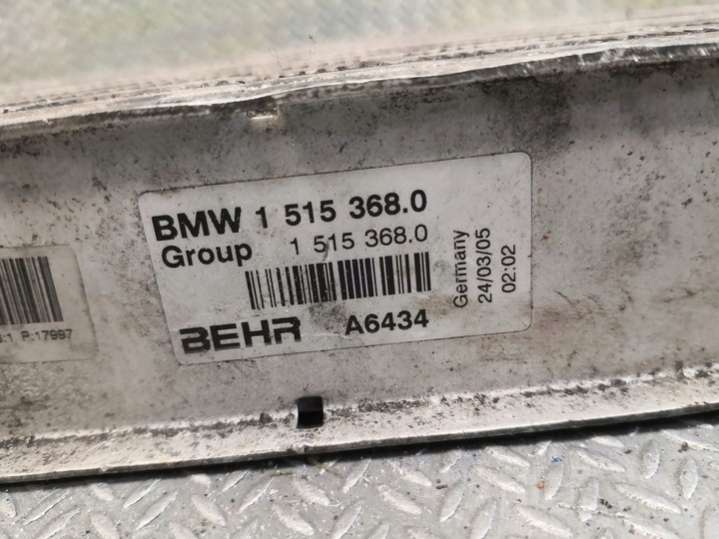 BMW 1 515 368.0
Group 1 515 368.0
BEHR A6434
Germany
24/03/05
02:02
P:17997